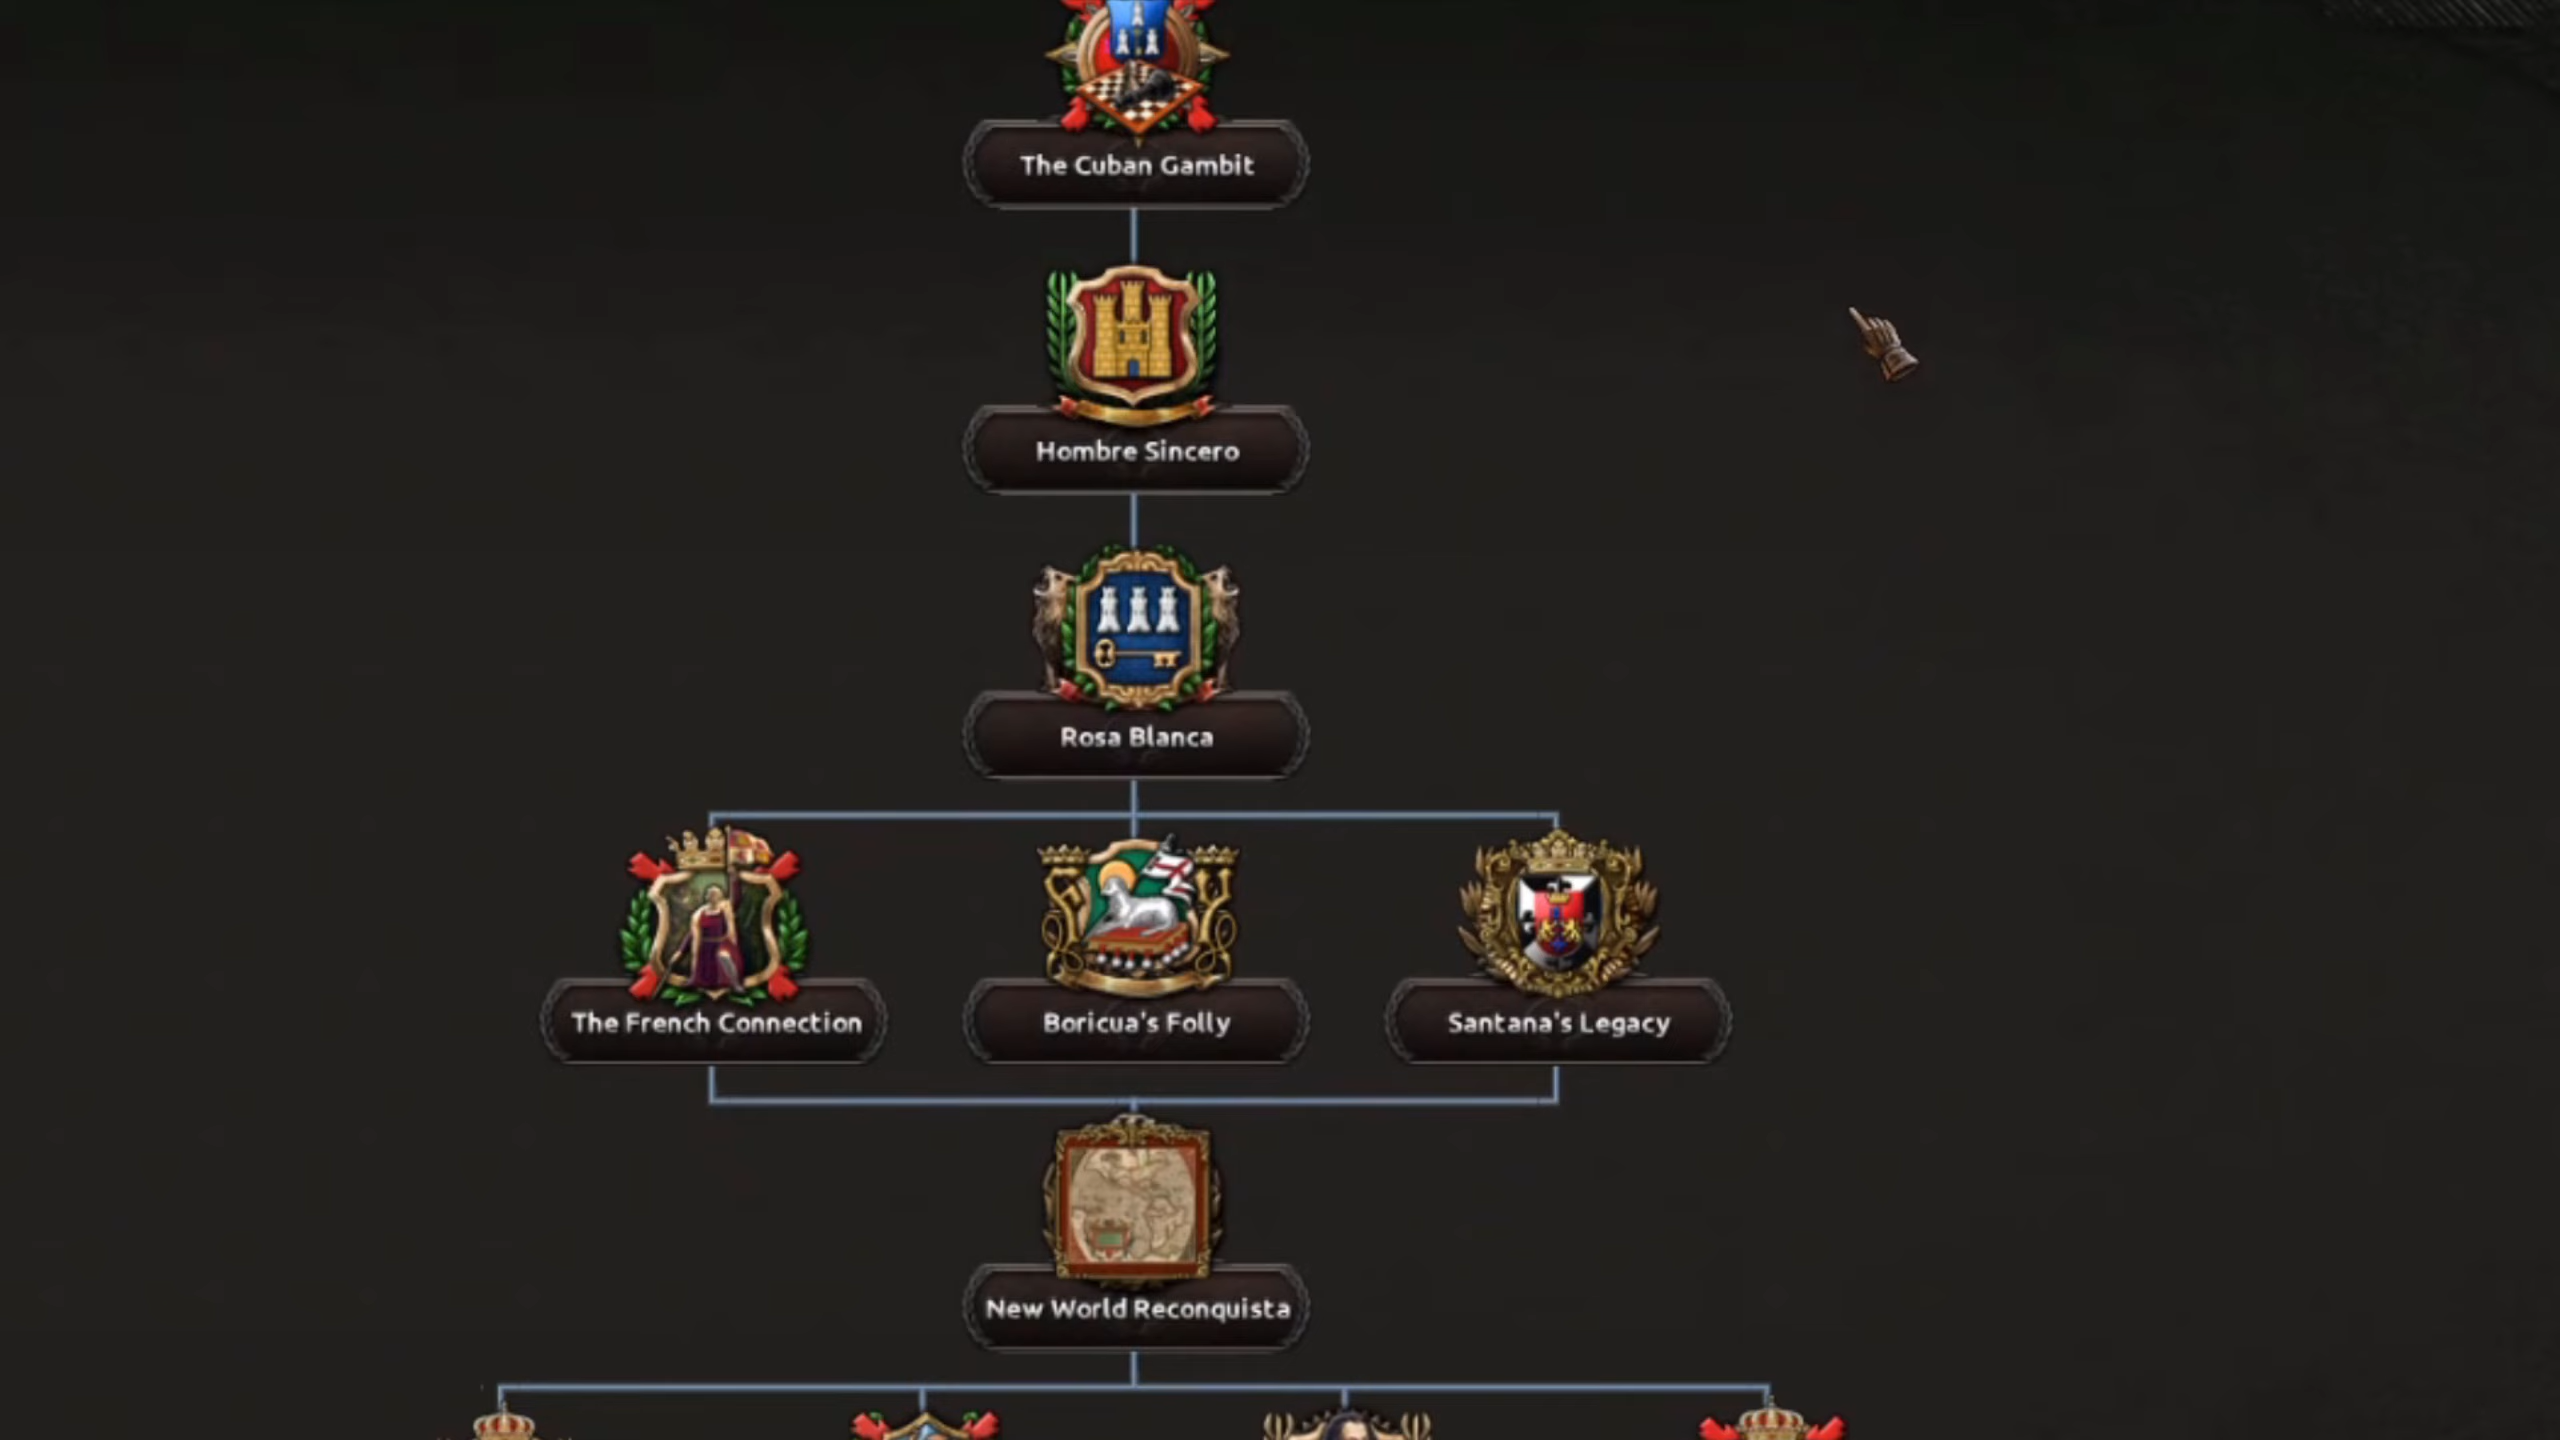 The Cuban Gambit
Hombre Sincero
Rosa Blanca
The French Connection
Boricua's Folly
Santana's Legacy
New World Reconquista